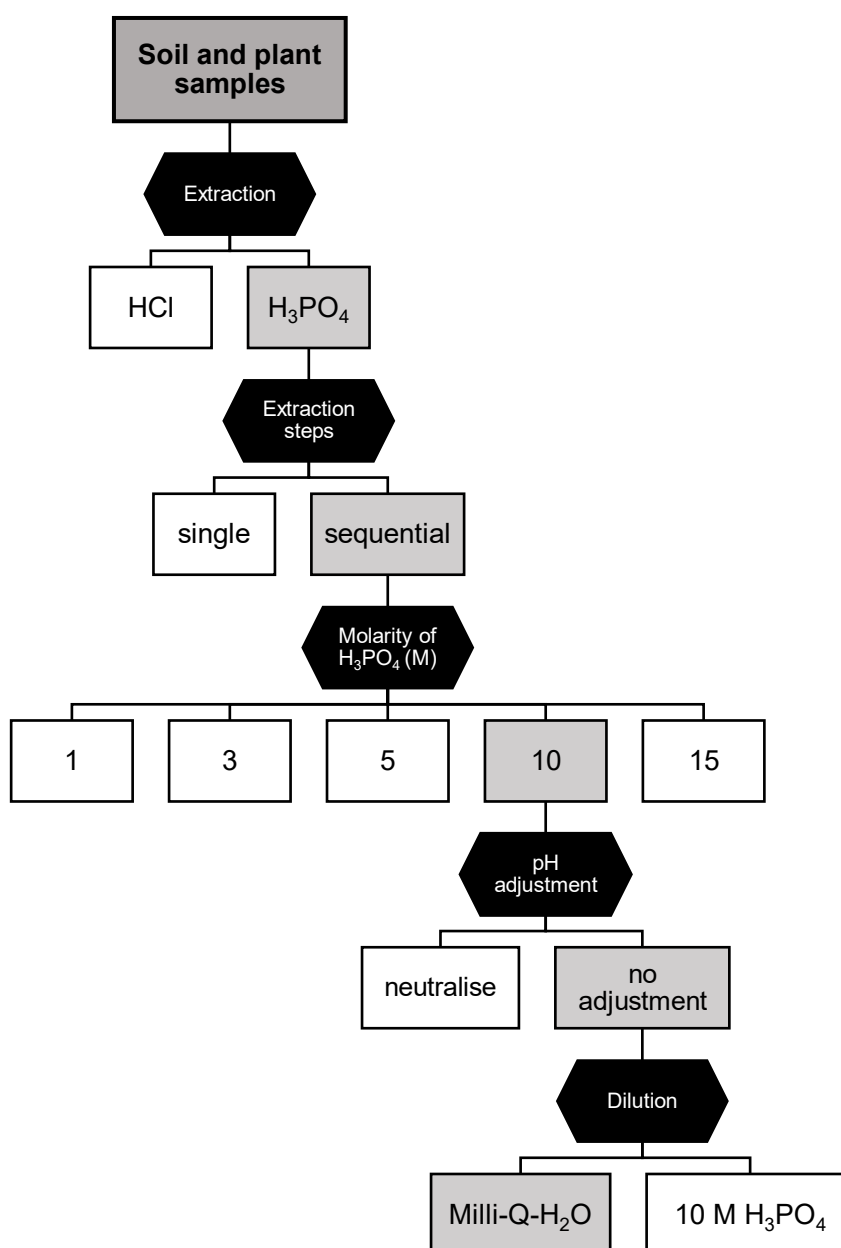 Soil and plant
samples
Extraction
HCl
H₃PO₄
Extraction
steps
single
sequential
Molarity of
H₃PO₄ (M)
1
3
5
10
15
pH
adjustment
neutralise
no
adjustment
Dilution
Milli-Q-H₂O
10 M H₃PO₄